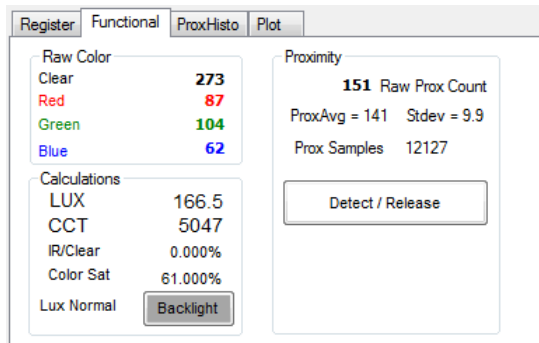 Register Functional ProxHisto Plot
Raw Color
Clear 273
Red 87
Green 104
Blue 62
Calculations
LUX 166.5
CCT 5047
IR/Clear 0.000%
Color Sat 61.000%
Lux Normal Backlight
Proximity
151 Raw Prox Count
ProxAvg = 141 Stdev = 9.9
Prox Samples 12127
Detect / Release